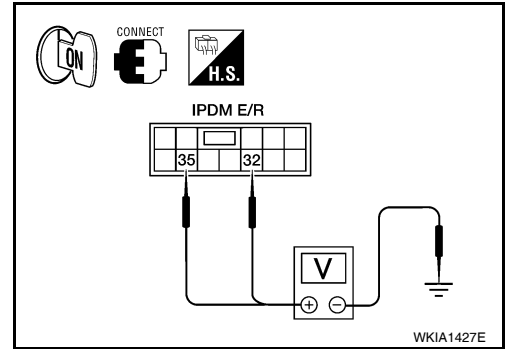 CONNECT
ON
H.S.
IPDM E/R
35 32
V
+ -
WKIA1427E